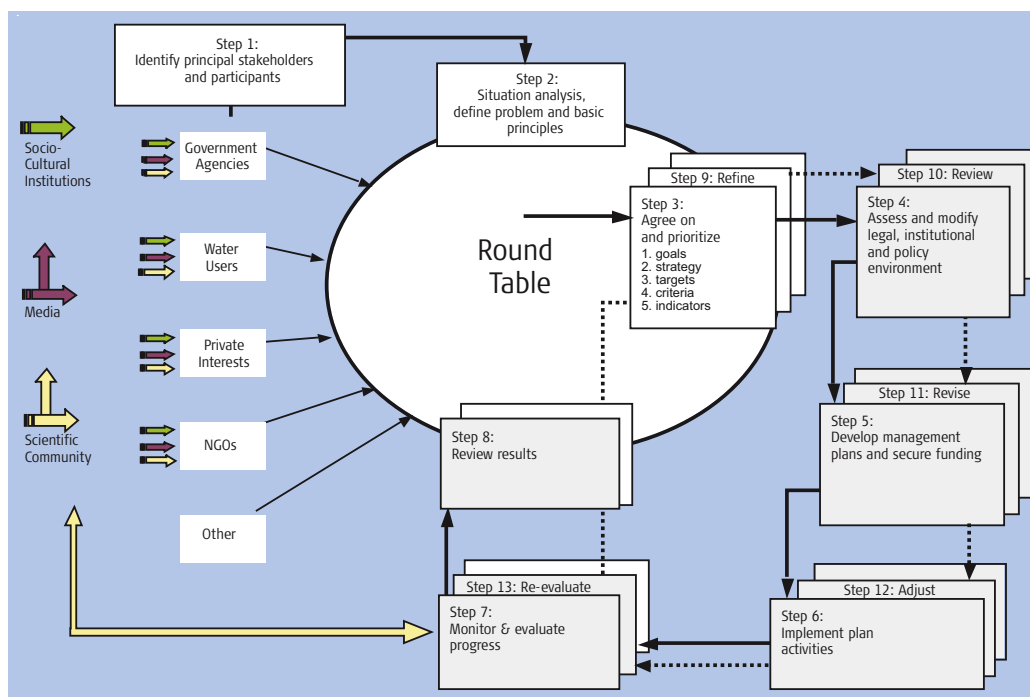 Step 1:
Identify principal stakeholders
and participants
Step 2:
Situation analysis,
define problem and basic
principles
Socio-
Cultural
Institutions
Media
Scientific
Community
Government
Agencies
Water
Users
Private
Interests
NGOs
Other
Round
Table
Step 9: Refine
Step 3:
Agree on
and prioritize
1. goals
2. strategy
3. targets
4. criteria
5. indicators
Step 10: Review
Step 4:
Assess and modify
legal, institutional
and policy
environment
Step 11: Revise
Step 5:
Develop management
plans and secure funding
Step 12: Adjust
Step 6:
Implement plan
activities
Step 13: Re-evaluate
Step 7:
Monitor & evaluate
progress
Step 8:
Review results